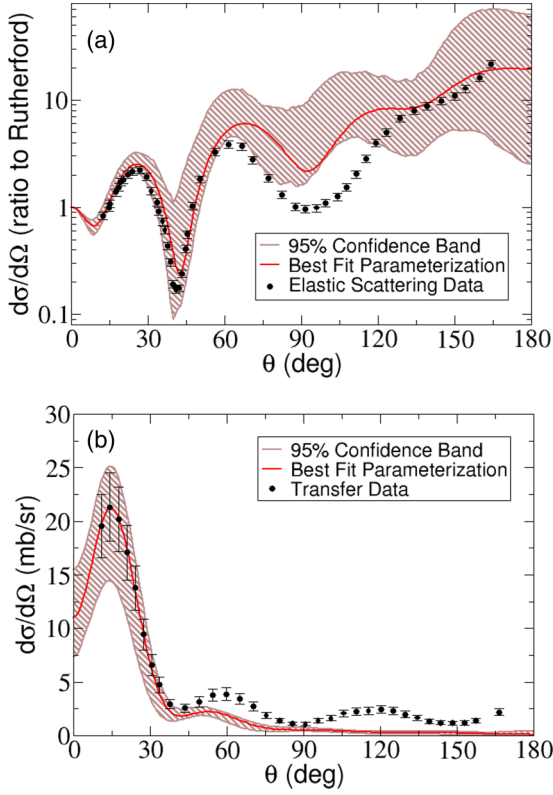 (a)
10
1
0.1
dσ/dΩ (ratio to Rutherford)
95% Confidence Band
Best Fit Parameterization
Elastic Scattering Data
0 30 60 90 120 150 180
θ (deg)
(b)
30
25
20
15
10
5
0
dσ/dΩ (mb/sr)
95% Confidence Band
Best Fit Parameterization
Transfer Data
0 30 60 90 120 150 180
θ (deg)